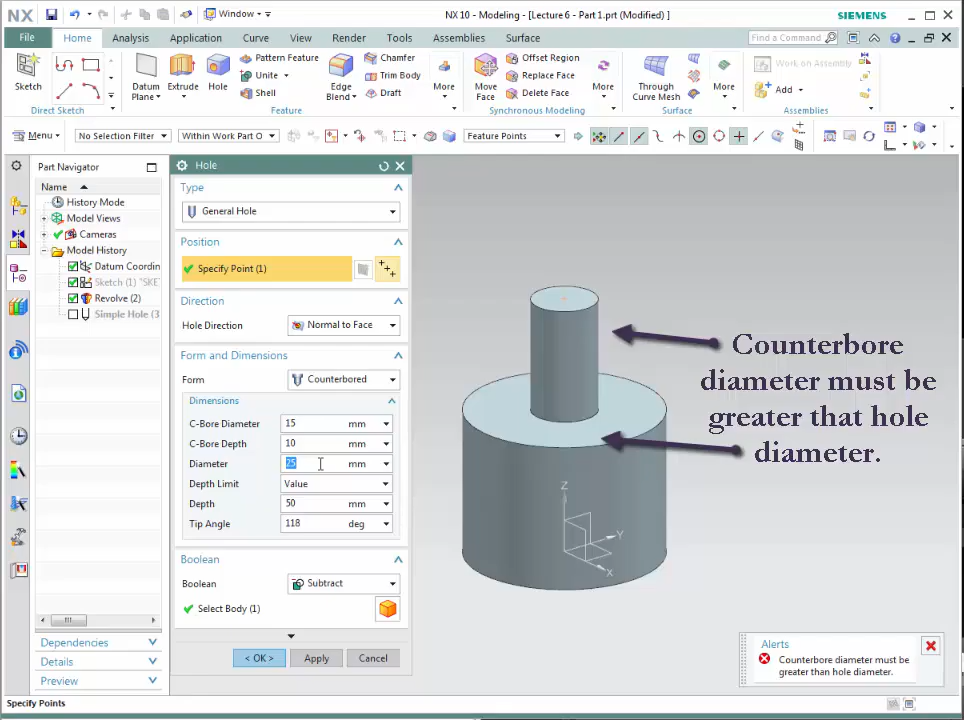 NX Window NX 10 - Modeling - [Lecture 6 - Part 1.prt (Modified) ] SIEMENS
File Home Analysis Application Curve View Render Tools Assemblies Surface Find a Command
Sketch
Direct Sketch
Datum Plane
Extrude
Hole
Pattern Feature
Unite
Shell
Edge Blend
Chamfer
Trim Body
Draft
More
Feature
Move Face
Offset Region
Replace Face
Delete Face
More
Synchronous Modeling
Through Curve Mesh
More
Surface
Work on Assembly
Add
Assemblies
Menu No Selection Filter Within Work Part O Feature Points
Part Navigator
Name
History Mode
Model Views
Cameras
Model History
Datum Coordin
Sketch (1) "SKE
Revolve (2)
Simple Hole (3
Dependencies
Details
Preview
Hole
Type
General Hole
Position
Specify Point (1)
Direction
Hole Direction Normal to Face
Form and Dimensions
Form Counterbored
Dimensions
C-Bore Diameter 15 mm
C-Bore Depth 10 mm
Diameter 25 mm
Depth Limit Value
Depth 50 mm
Tip Angle 118 deg
Boolean
Boolean Subtract
Select Body (1)
< OK > Apply Cancel
Z
Y
X
Counterbore
diameter must be
greater that hole
diameter.
Alerts
Counterbore diameter must be
greater than hole diameter.
Specify Points